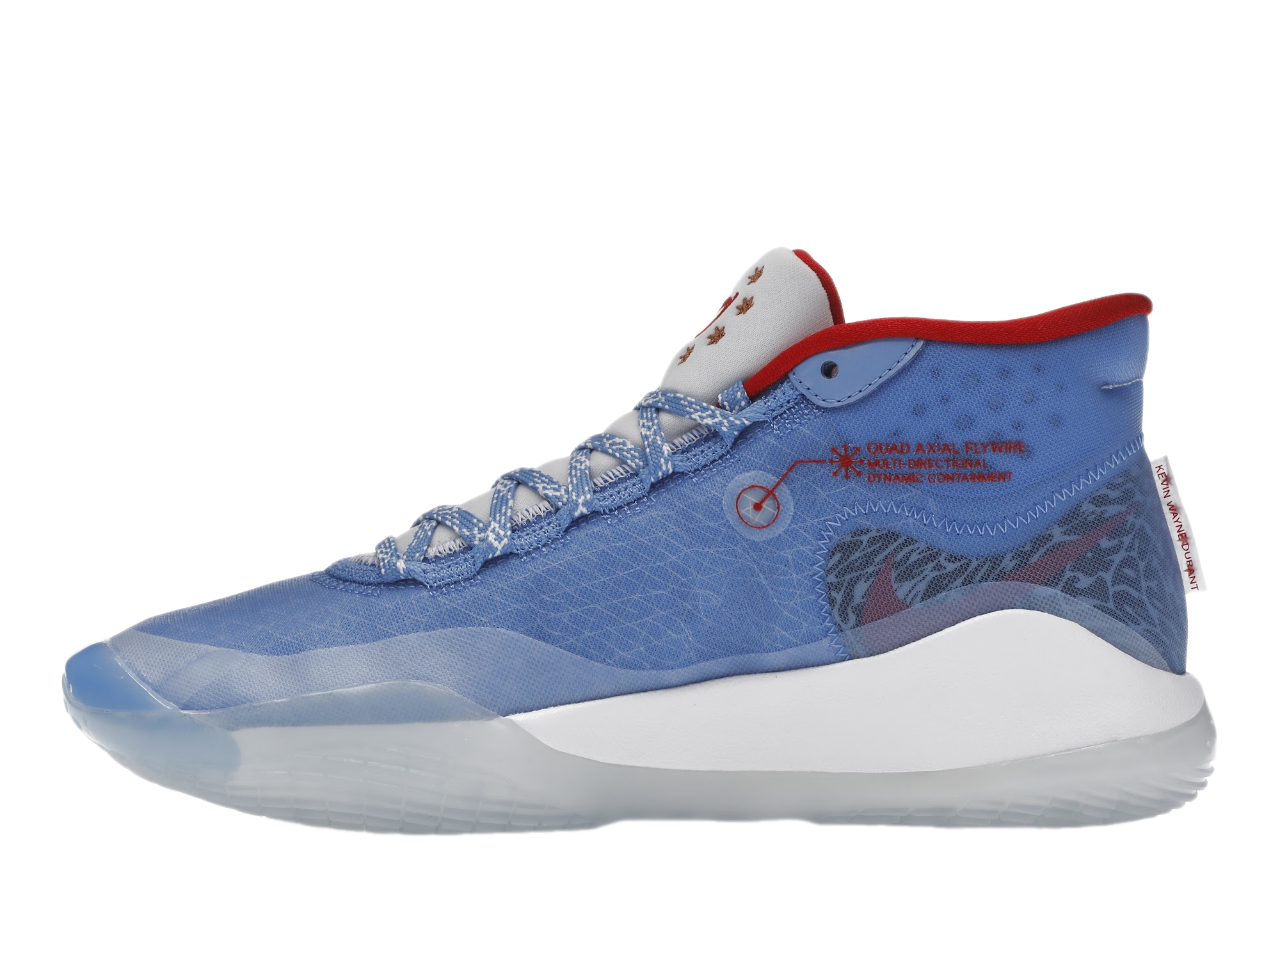 QUAD AXIAL FLYWIRE
MULTI-DIRECTIONAL
DYNAMIC CONTAINMENT
KEVIN WAYNE DURANT